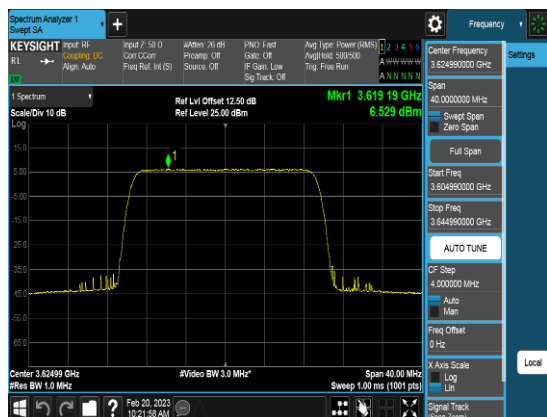 Spectrum Analyzer 1
Swept SA
+
Frequency
KEYSIGHT
RL
Input: RF
Coupling: DC
Align: Auto
Input Z: 50 Ω
Corr CCorr
Freq Ref: Int (S)
#Atten: 26 dB
Preamp: Off
Source: Off
PNO: Fast
Gate: Off
IF Gain: Low
Sig Track: Off
Avg Type: Power (RMS)
Avg|Hold: 500/500
Trig: Free Run
1 2 3 4 5 6
A W W W W W
A N N N N N
1 Spectrum
Scale/Div 10 dB
Log
Ref Lvl Offset 12.50 dB
Ref Level 25.00 dBm
Mkr1 3.619 19 GHz
6.529 dBm
1
15.0
5.00
-5.00
-15.0
-25.0
-35.0
-45.0
-55.0
-65.0
Center 3.62499 GHz
#Res BW 1.0 MHz
#Video BW 3.0 MHz*
Span 40.00 MHz
Sweep 1.00 ms (1001 pts)
Center Frequency
3.624990000 GHz
Span
40.0000000 MHz
Swept Span
Zero Span
Full Span
Start Freq
3.604990000 GHz
Stop Freq
3.644990000 GHz
AUTO TUNE
CF Step
4.000000 MHz
Auto
Man
Freq Offset
0 Hz
X Axis Scale
Log
Lin
Signal Track
(Span Zoom)
Settings
Local
?
Feb 20, 2023
10:21:58 AM